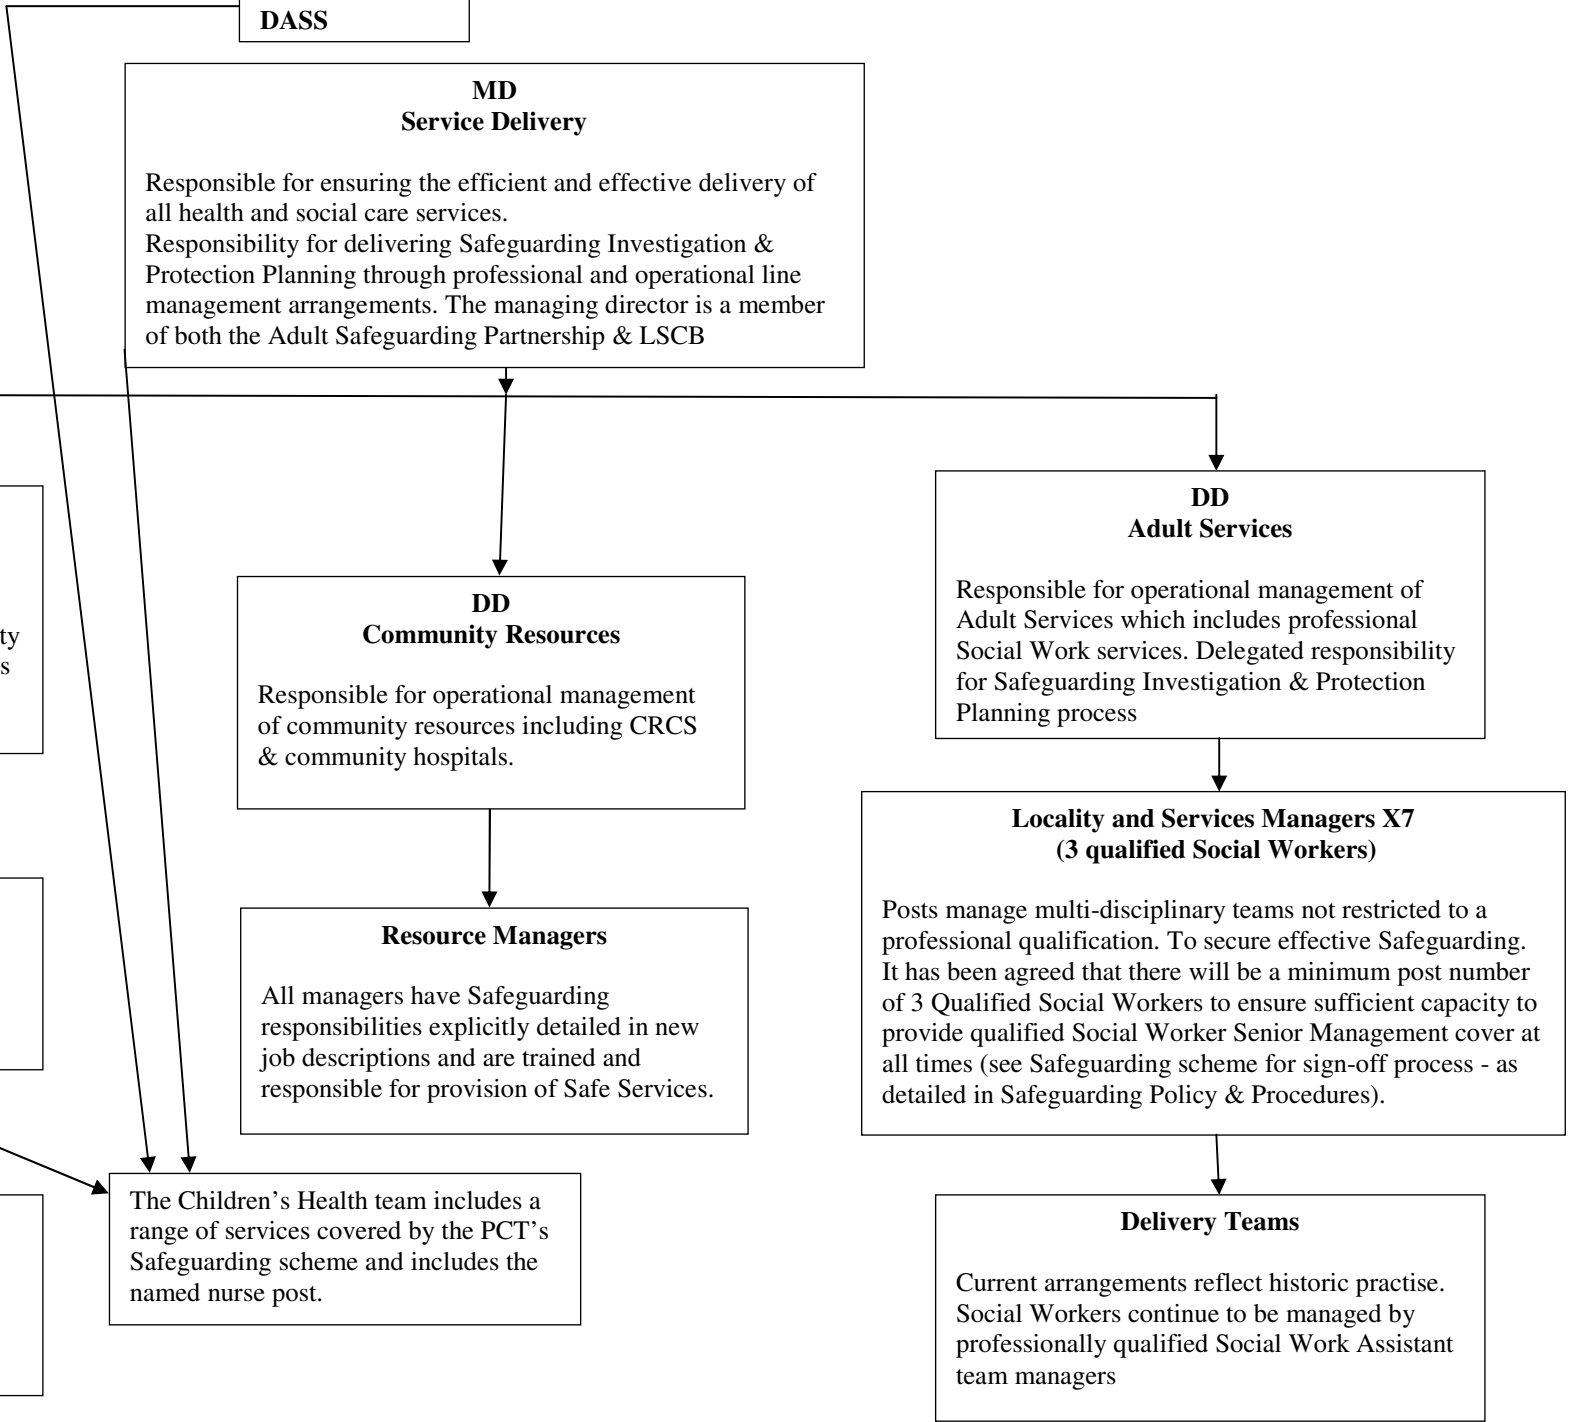 DASS
MD
Service Delivery
Responsible for ensuring the efficient and effective delivery of
all health and social care services.
Responsibility for delivering Safeguarding Investigation &
Protection Planning through professional and operational line
management arrangements. The managing director is a member
of both the Adult Safeguarding Partnership & LSCB
ty
s
DD
Community Resources
Responsible for operational management
of community resources including CRCS
& community hospitals.
DD
Adult Services
Responsible for operational management of
Adult Services which includes professional
Social Work services. Delegated responsibility
for Safeguarding Investigation & Protection
Planning process
Resource Managers
All managers have Safeguarding
responsibilities explicitly detailed in new
job descriptions and are trained and
responsible for provision of Safe Services.
Locality and Services Managers X7
(3 qualified Social Workers)
Posts manage multi-disciplinary teams not restricted to a
professional qualification. To secure effective Safeguarding.
It has been agreed that there will be a minimum post number
of 3 Qualified Social Workers to ensure sufficient capacity to
provide qualified Social Worker Senior Management cover at
all times (see Safeguarding scheme for sign-off process - as
detailed in Safeguarding Policy & Procedures).
The Children’s Health team includes a
range of services covered by the PCT’s
Safeguarding scheme and includes the
named nurse post.
Delivery Teams
Current arrangements reflect historic practise.
Social Workers continue to be managed by
professionally qualified Social Work Assistant
team managers